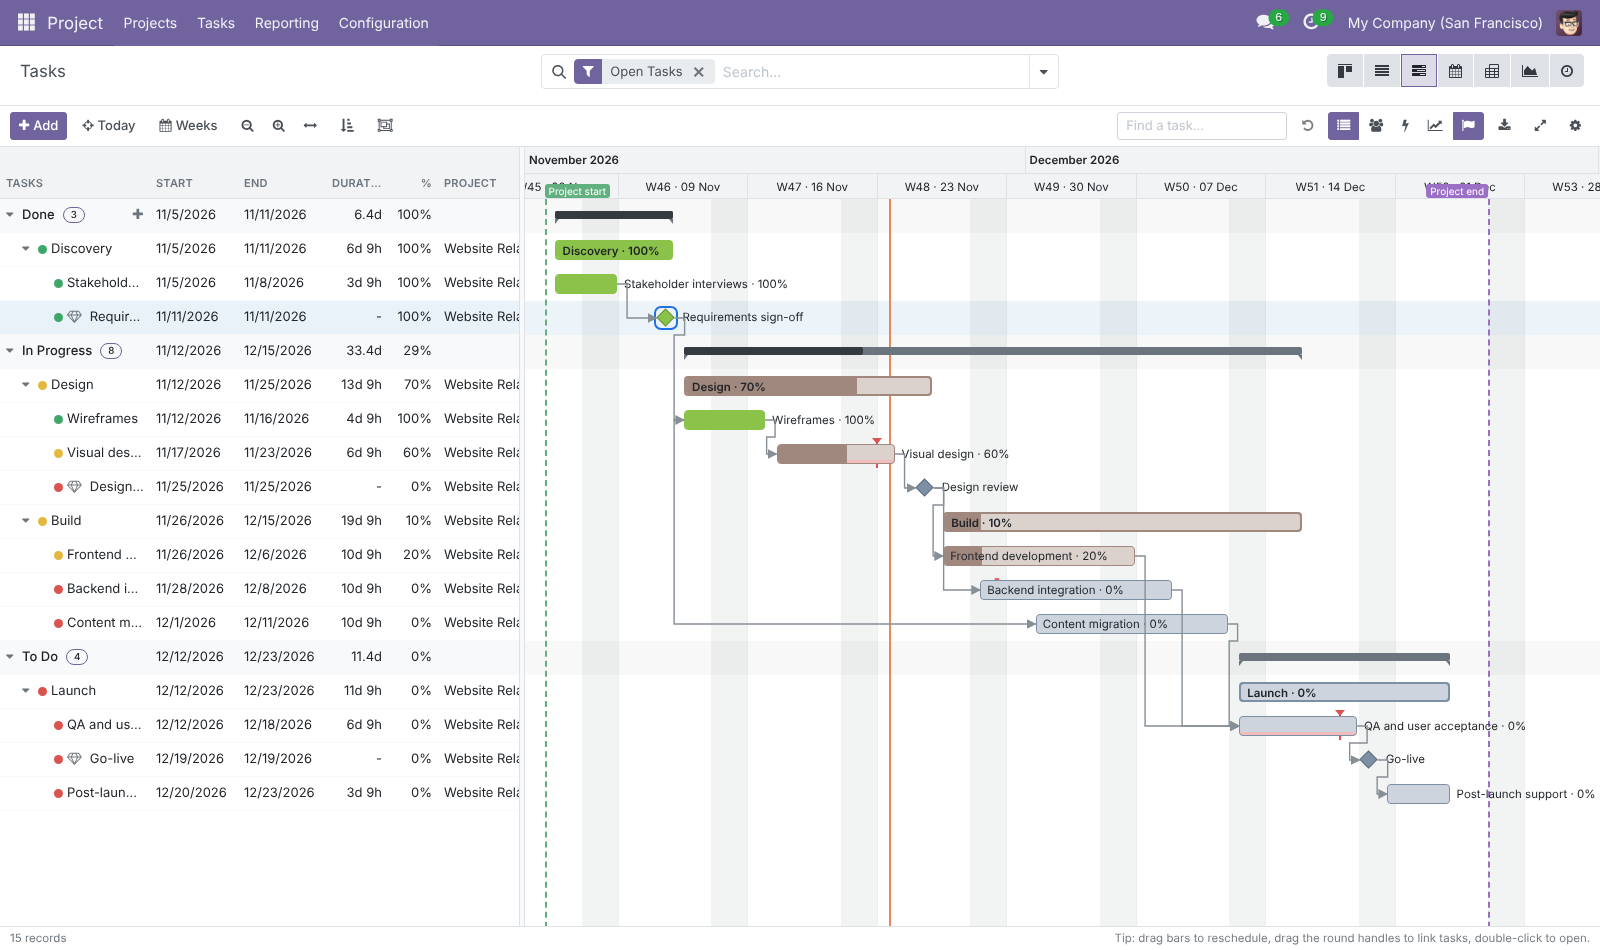 Project Projects Tasks Reporting Configuration 6 9 My Company (San Francisco)
Tasks Open Tasks Search...
Add Today Weeks Find a task...
November 2026 December 2026
TASKS START END DURAT... % PROJECT
/45 Project start W46 · 09 Nov W47 · 16 Nov W48 · 23 Nov W49 · 30 Nov W50 · 07 Dec W51 · 14 Dec Project end W53 · 28
Done 3 11/5/2026 11/11/2026 6.4d 100%
Discovery 11/5/2026 11/11/2026 6d 9h 100% Website Rela Discovery · 100%
Stakehold... 11/5/2026 11/8/2026 3d 9h 100% Website Rela Stakeholder interviews · 100%
Requir... 11/11/2026 11/11/2026 - 100% Website Rela Requirements sign-off
In Progress 8 11/12/2026 12/15/2026 33.4d 29%
Design 11/12/2026 11/25/2026 13d 9h 70% Website Rela Design · 70%
Wireframes 11/12/2026 11/16/2026 4d 9h 100% Website Rela Wireframes · 100%
Visual des... 11/17/2026 11/23/2026 6d 9h 60% Website Rela Visual design · 60%
Design... 11/25/2026 11/25/2026 - 0% Website Rela Design review
Build 11/26/2026 12/15/2026 19d 9h 10% Website Rela Build · 10%
Frontend ... 11/26/2026 12/6/2026 10d 9h 20% Website Rela Frontend development · 20%
Backend i... 11/28/2026 12/8/2026 10d 9h 0% Website Rela Backend integration · 0%
Content m... 12/1/2026 12/11/2026 10d 9h 0% Website Rela Content migration · 0%
To Do 4 12/12/2026 12/23/2026 11.4d 0%
Launch 12/12/2026 12/23/2026 11d 9h 0% Website Rela Launch · 0%
QA and us... 12/12/2026 12/18/2026 6d 9h 0% Website Rela QA and user acceptance · 0%
Go-live 12/19/2026 12/19/2026 - 0% Website Rela Go-live
Post-laun... 12/20/2026 12/23/2026 3d 9h 0% Website Rela Post-launch support · 0%
15 records Tip: drag bars to reschedule, drag the round handles to link tasks, double-click to open.